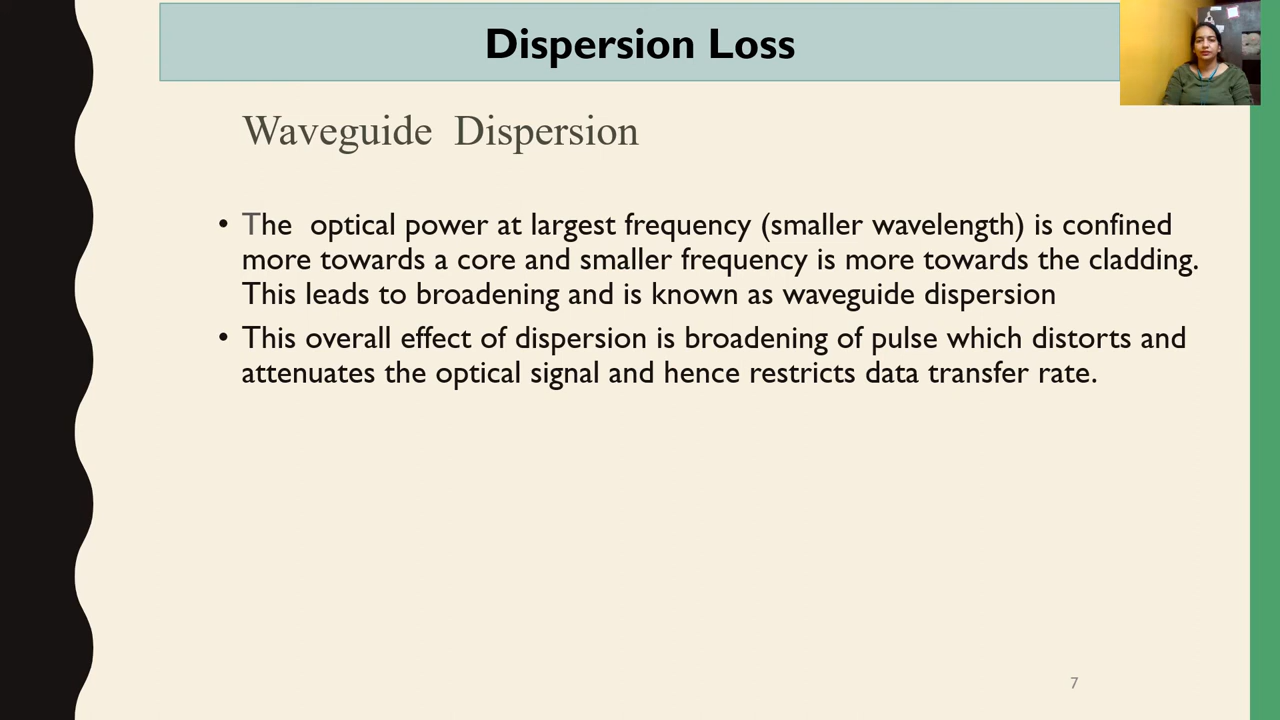 Dispersion Loss
Waveguide Dispersion
• The optical power at largest frequency (smaller wavelength) is confined
more towards a core and smaller frequency is more towards the cladding.
This leads to broadening and is known as waveguide dispersion
• This overall effect of dispersion is broadening of pulse which distorts and
attenuates the optical signal and hence restricts data transfer rate.
7